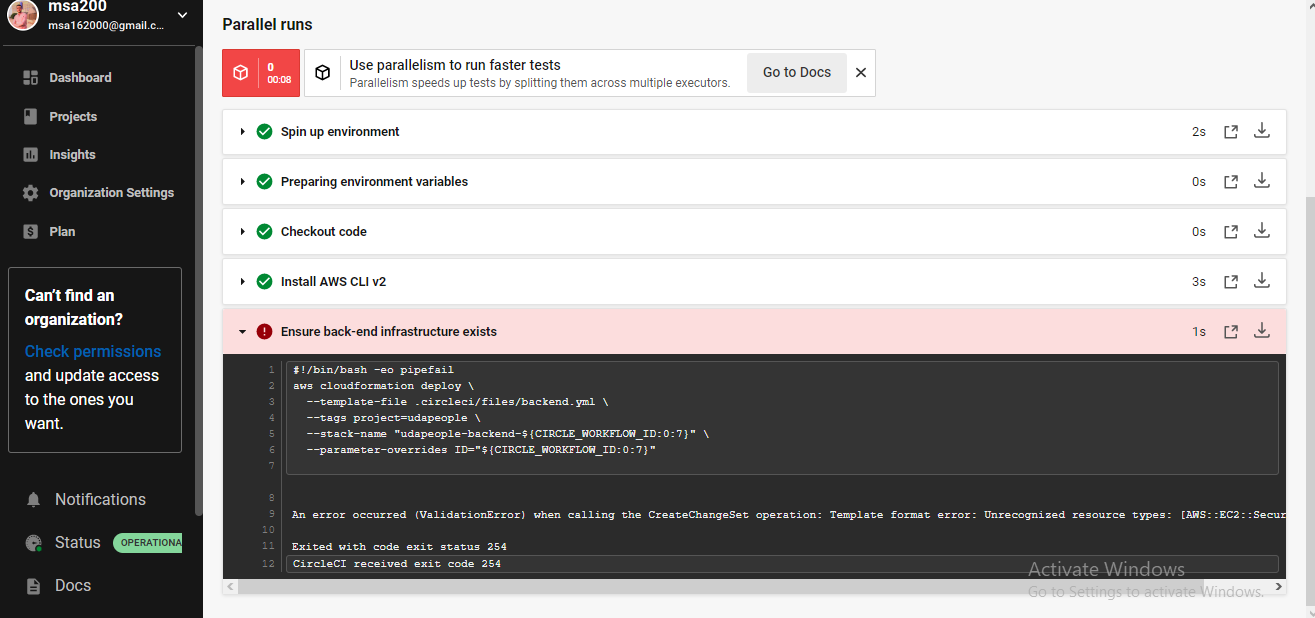 msa200
msa162000@gmail.c...
Dashboard
Projects
Insights
Organization Settings
Plan
Can't find an
organization?
Check permissions
and update access
to the ones you
want.
Notifications
Status OPERATIONA
Docs
Parallel runs
0
00:08
Use parallelism to run faster tests
Parallelism speeds up tests by splitting them across multiple executors.
Go to Docs
Spin up environment 2s
Preparing environment variables 0s
Checkout code 0s
Install AWS CLI v2 3s
Ensure back-end infrastructure exists 1s
1 #!/bin/bash -eo pipefail
2 aws cloudformation deploy \
3 --template-file .circleci/files/backend.yml \
4 --tags project=udapeople \
5 --stack-name "udapeople-backend-${CIRCLE_WORKFLOW_ID:0:7}" \
6 --parameter-overrides ID="${CIRCLE_WORKFLOW_ID:0:7}"
7
8
9 An error occurred (ValidationError) when calling the CreateChangeSet operation: Template format error: Unrecognized resource types: [AWS::EC2::Secur
10
11 Exited with code exit status 254
12 CircleCI received exit code 254
Activate Windows
Go to Settings to activate Windows.